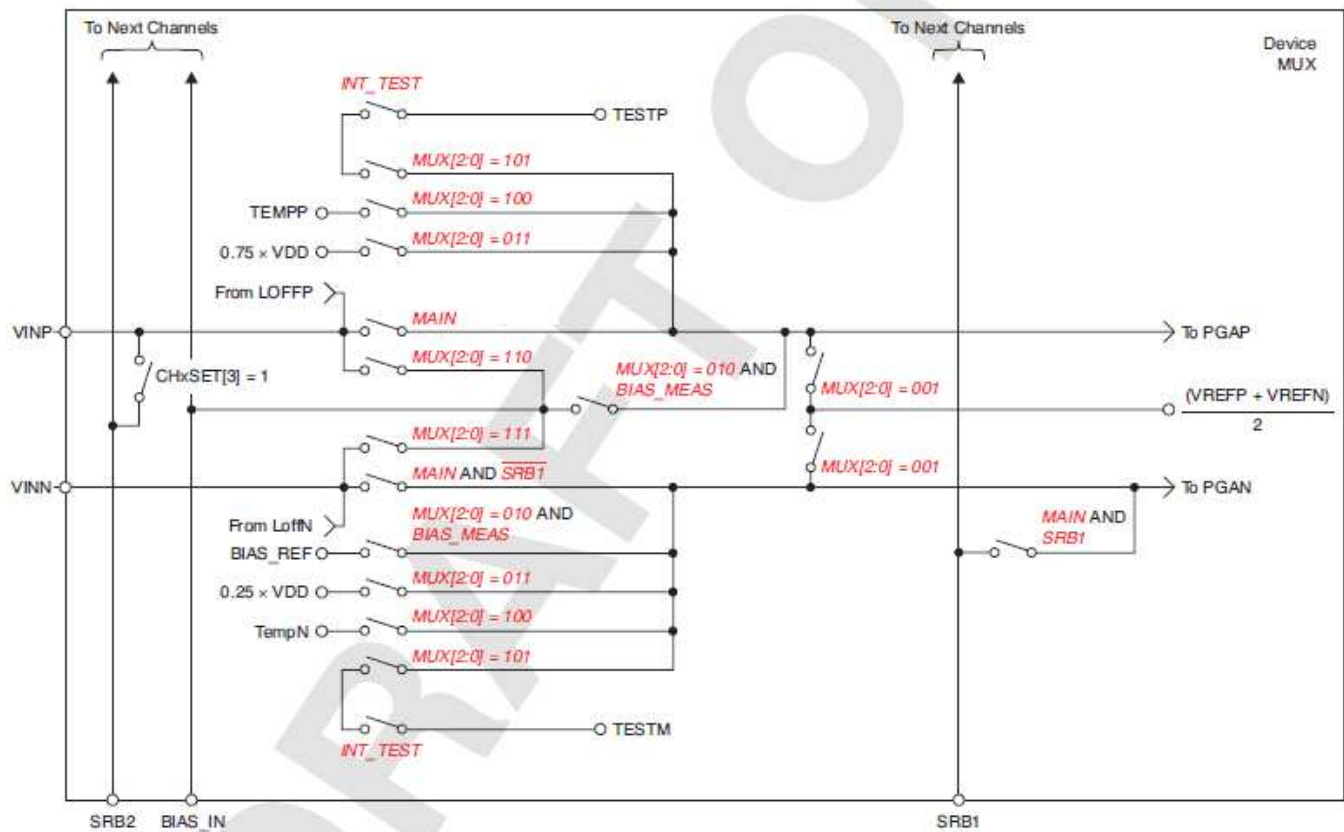 To Next Channels
To Next Channels
Device
MUX
INT_TEST
TESTP
MUX[2:0] = 101
TEMPP
MUX[2:0] = 100
0.75 × VDD
MUX[2:0] = 011
From LOFFP
VINP
MAIN
To PGAP
MUX[2:0] = 110
CHxSET[3] = 1
MUX[2:0] = 010 AND
BIAS_MEAS
MUX[2:0] = 001
(VREFP + VREFN)
2
MUX[2:0] = 111
MUX[2:0] = 001
VINN
MAIN AND SRB1
To PGAN
From LoffN
MUX[2:0] = 010 AND
BIAS_MEAS
MAIN AND
SRB1
BIAS_REF
0.25 × VDD
MUX[2:0] = 011
TempN
MUX[2:0] = 100
MUX[2:0] = 101
TESTM
INT_TEST
SRB2
BIAS_IN
SRB1